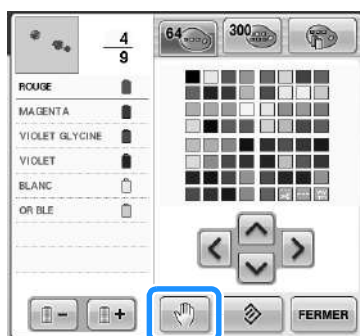 4
9
64
300
ROUGE
MAGENTA
VIOLET GLYCINE
VIOLET
BLANC
OR BLE
FERMER